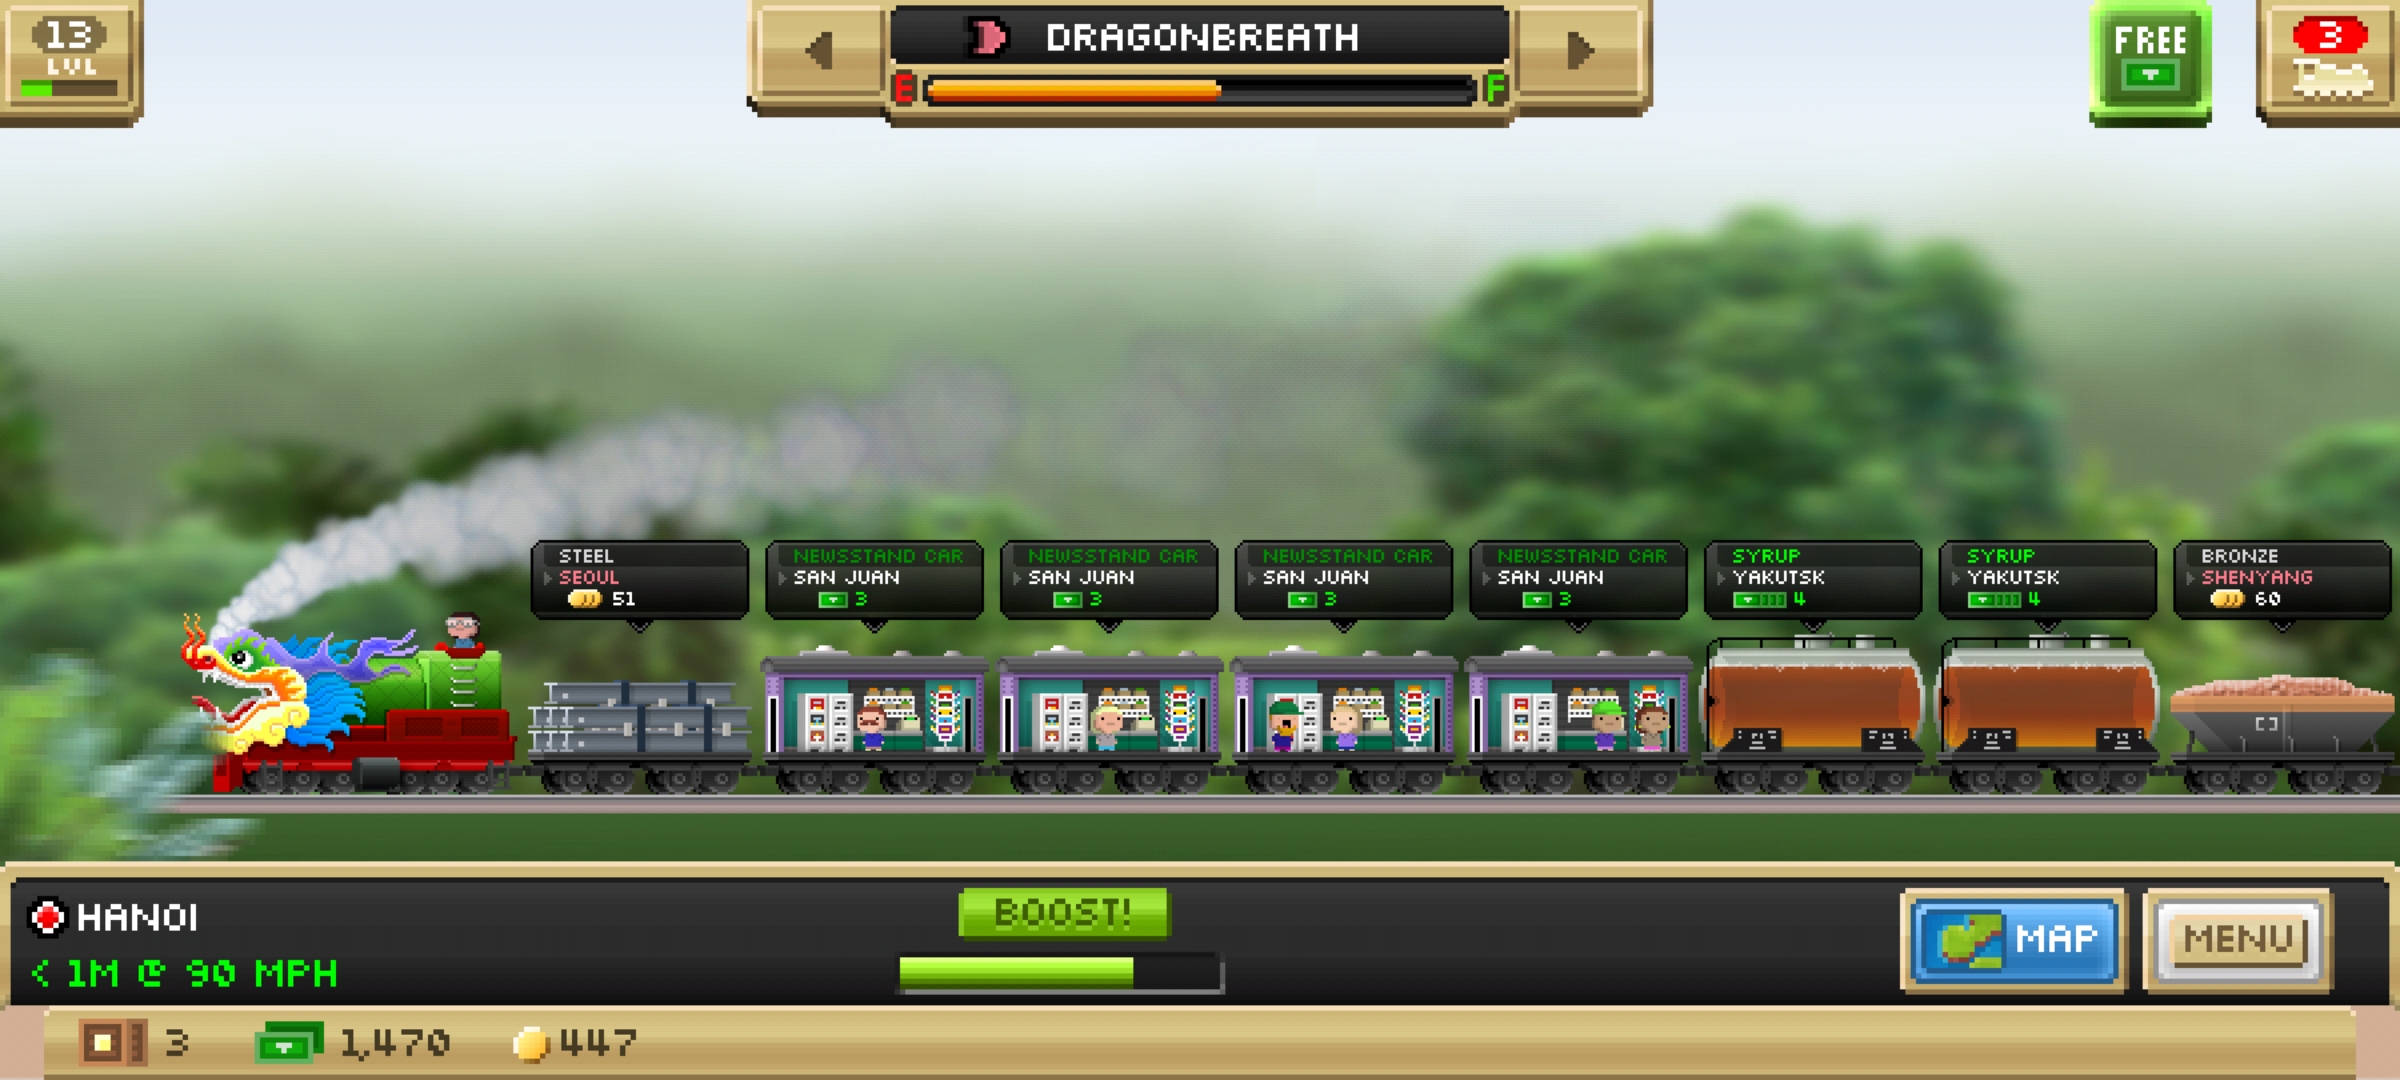 13
LVL
DRAGONBREATH
E F
FREE
3
STEEL
SEOUL
51
NEWSSTAND CAR
SAN JUAN
3
NEWSSTAND CAR
SAN JUAN
3
NEWSSTAND CAR
SAN JUAN
3
NEWSSTAND CAR
SAN JUAN
3
SYRUP
YAKUTSK
4
SYRUP
YAKUTSK
4
BRONZE
SHENYANG
60
HANOI
< 1M @ 90 MPH
BOOST!
MAP
MENU
3 1,470 447